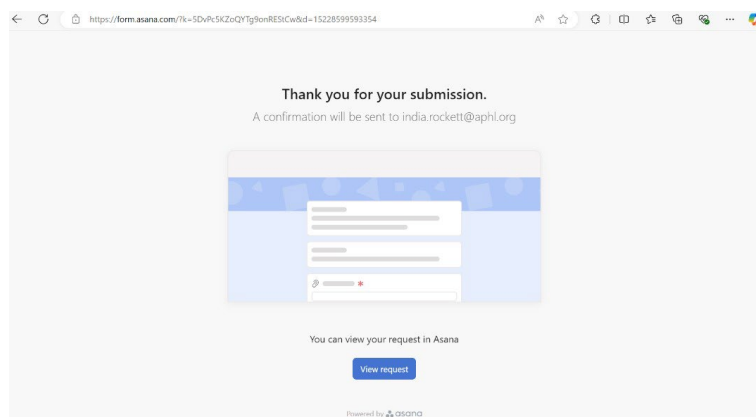 https://form.asana.com/?k=5DvPc5KZoQYTg9onREStCw&d=15228599593354
Thank you for your submission.
A confirmation will be sent to india.rockett@aphl.org
*
You can view your request in Asana
View request
Powered by asana